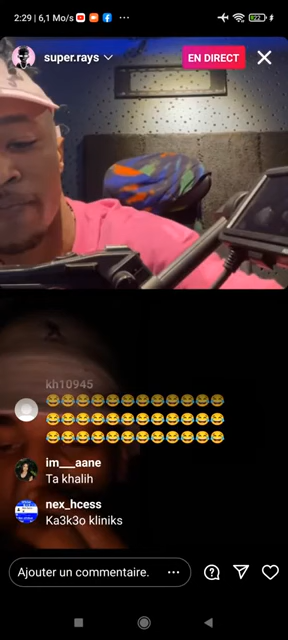 2:29 | 6,1 Mo/s
22
super.rays
EN DIRECT
kh10945
😂😂😂😂😂😂😂😂😂😂😂😂
😂😂😂😂😂😂😂😂😂😂😂😂
😂😂😂😂😂😂😂😂😂😂😂😂
im___aane
Ta khalih
nex_hcess
Ka3k3o kliniks
Ajouter un commentaire.